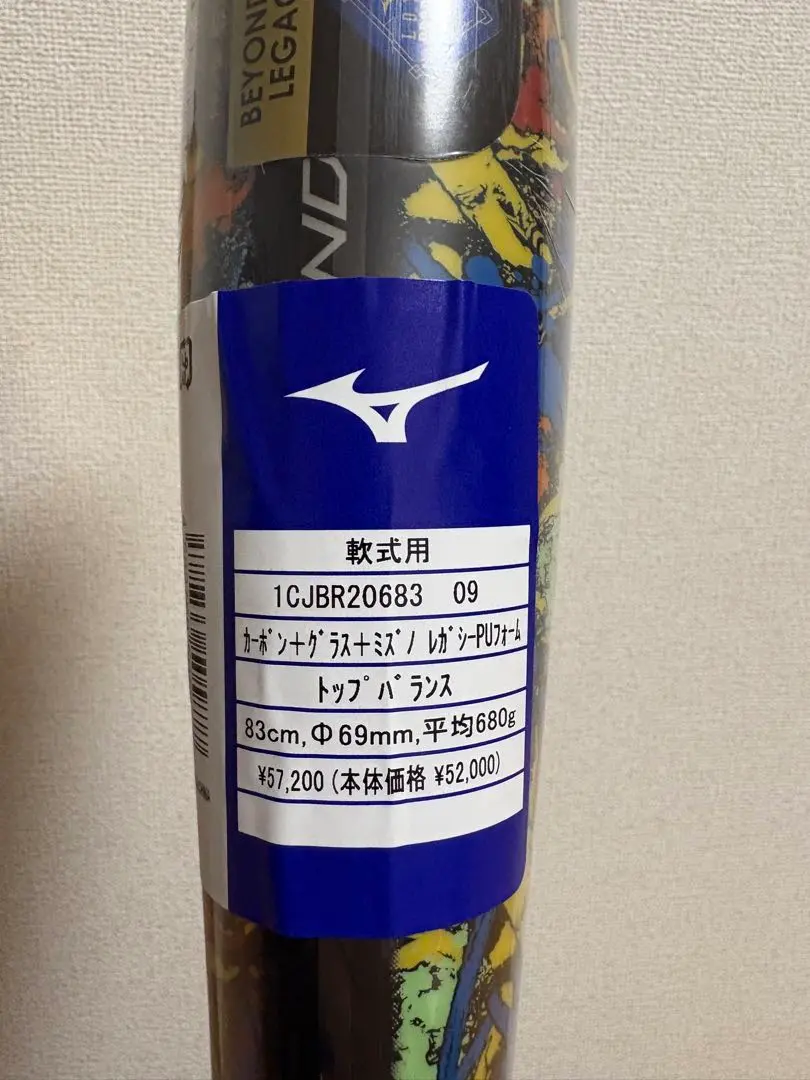 BEYOND
LEGAC
ND
軟式用
1CJBR20683 09
カーボン+グラス+ミズノ レガシーPUフォーム
トップバランス
83cm,Φ69mm,平均680g
¥57,200(本体価格 ¥52,000)